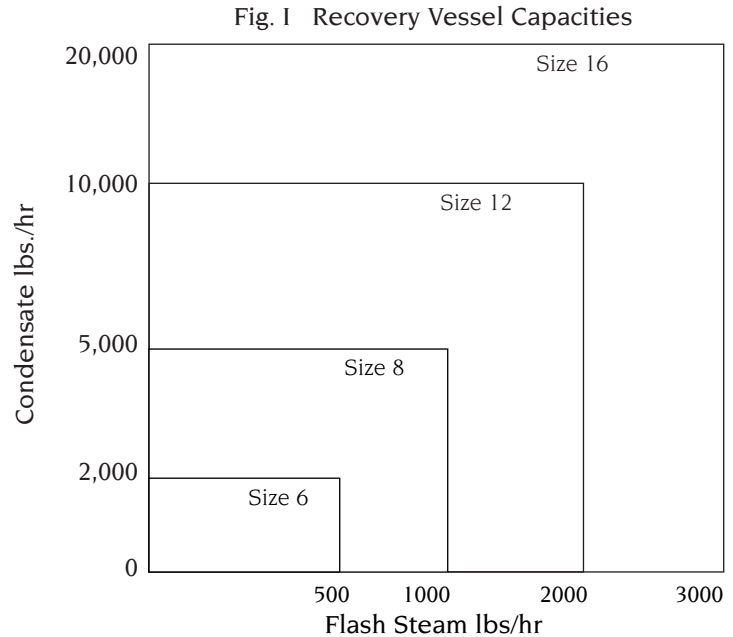 Fig. I Recovery Vessel Capacities
20,000
Size 16
10,000
Size 12
5,000
Size 8
2,000
Size 6
0
500 1000 2000 3000
Flash Steam lbs/hr
Condensate lbs./hr